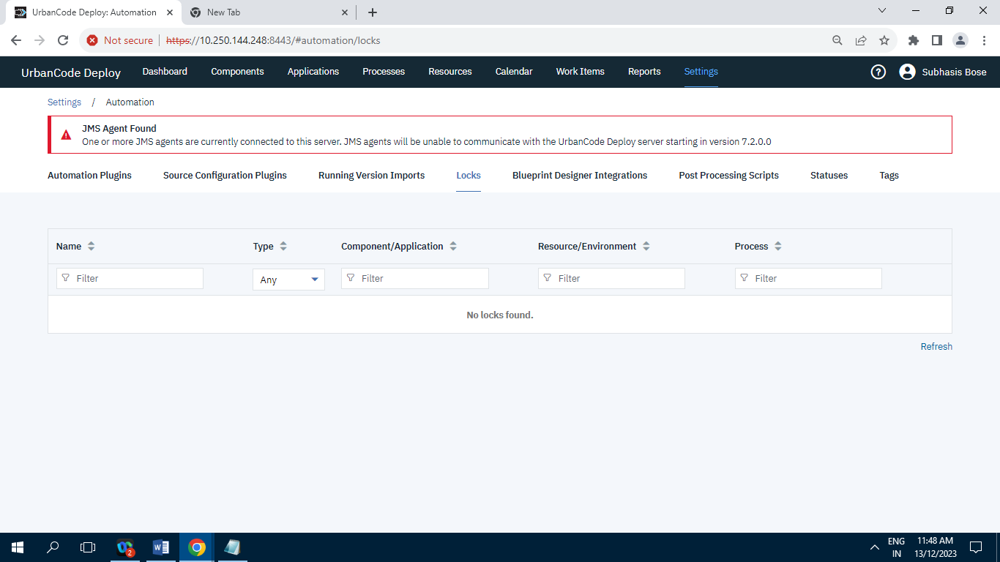 UrbanCode Deploy: Automation
New Tab
Not secure https://10.250.144.248:8443/#automation/locks
UrbanCode Deploy Dashboard Components Applications Processes Resources Calendar Work Items Reports Settings Subhasis Bose
Settings / Automation
JMS Agent Found
One or more JMS agents are currently connected to this server. JMS agents will be unable to communicate with the UrbanCode Deploy server starting in version 7.2.0.0
Automation Plugins Source Configuration Plugins Running Version Imports Locks Blueprint Designer Integrations Post Processing Scripts Statuses Tags
Name Type Component/Application Resource/Environment Process
Filter Any Filter Filter Filter
No locks found.
Refresh
2
ENG
IN
11:48 AM
13/12/2023